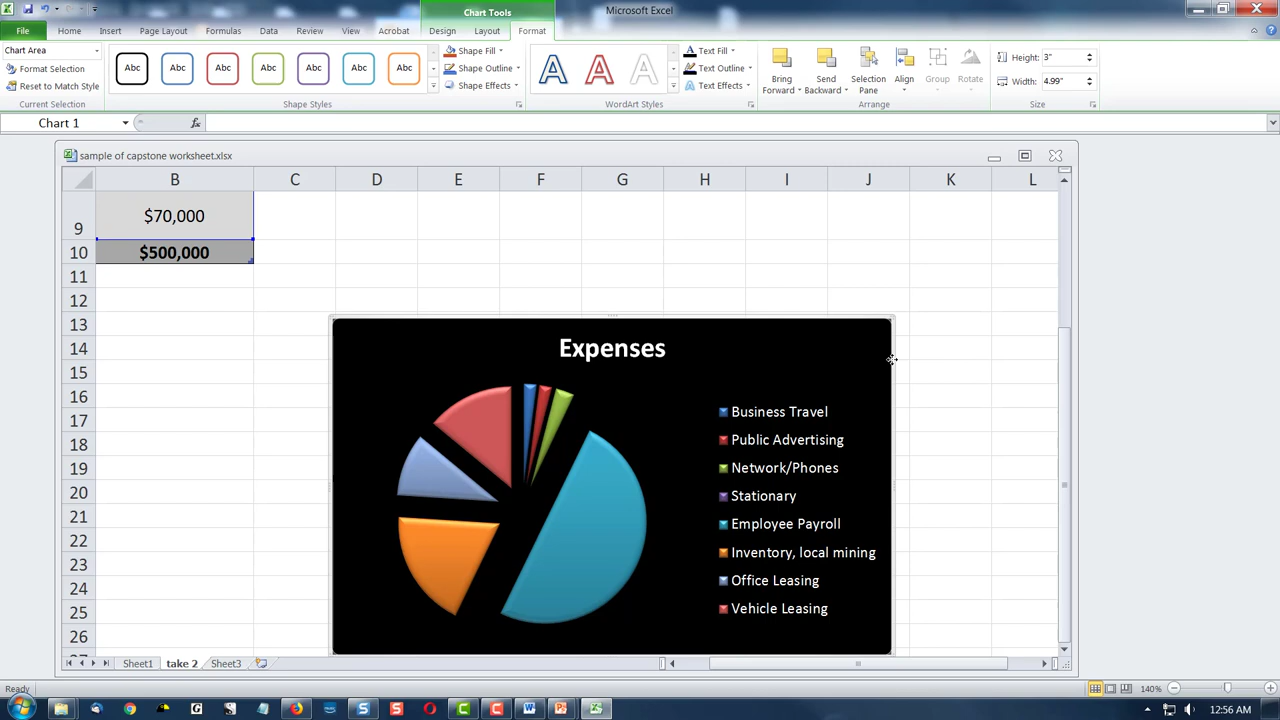 Chart Tools
Microsoft Excel
File Home Insert Page Layout Formulas Data Review View Acrobat Design Layout Format
Chart Area
Format Selection
Reset to Match Style
Current Selection
Abc Abc Abc Abc Abc Abc Abc
Shape Fill
Shape Outline
Shape Effects
Shape Styles
A A A
Text Fill
Text Outline
Text Effects
WordArt Styles
Bring Forward
Send Backward
Selection Pane
Align
Group
Rotate
Arrange
Height: 3"
Width: 4.99"
Size
Chart 1
fx
sample of capstone worksheet.xlsx
B C D E F G H I J K L
9 $70,000
10 $500,000
11
12
13
14
15
16
17
18
19
20
21
22
23
24
25
26
27
Expenses
Business Travel
Public Advertising
Network/Phones
Stationary
Employee Payroll
Inventory, local mining
Office Leasing
Vehicle Leasing
Sheet1 take 2 Sheet3
Ready
140%
12:56 AM